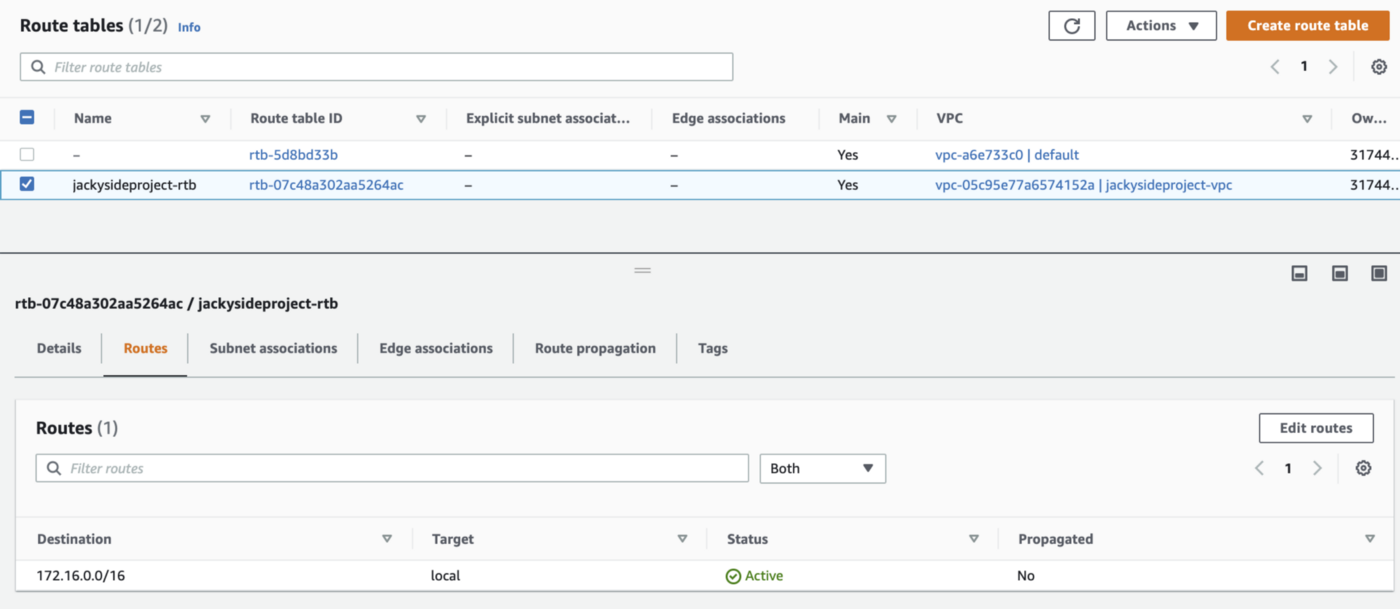 Route tables (1/2) Info
Actions
Create route table
Filter route tables
1
Name Route table ID Explicit subnet associat... Edge associations Main VPC Ow...
– rtb-5d8bd33b – – Yes vpc-a6e733c0 | default 31744...
jackysideproject-rtb rtb-07c48a302aa5264ac – – Yes vpc-05c95e77a6574152a | jackysideproject-vpc 31744...
rtb-07c48a302aa5264ac / jackysideproject-rtb
Details Routes Subnet associations Edge associations Route propagation Tags
Routes (1)
Edit routes
Filter routes
Both
1
Destination Target Status Propagated
172.16.0.0/16 local Active No